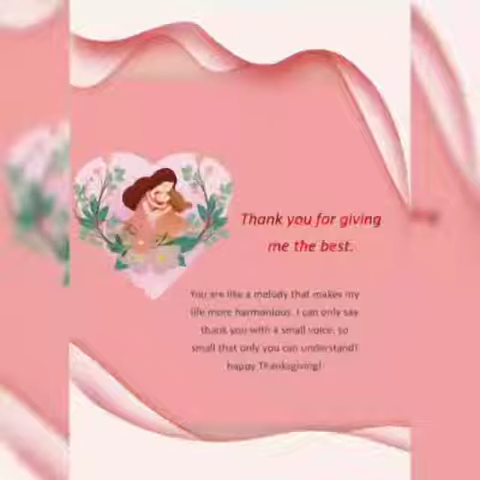 Thank you for giving
me the best.
You are like a melody that makes my
life more harmonious. I can only say
thank you with a small voice, so
small that only you can understand!
happy Thanksgiving!